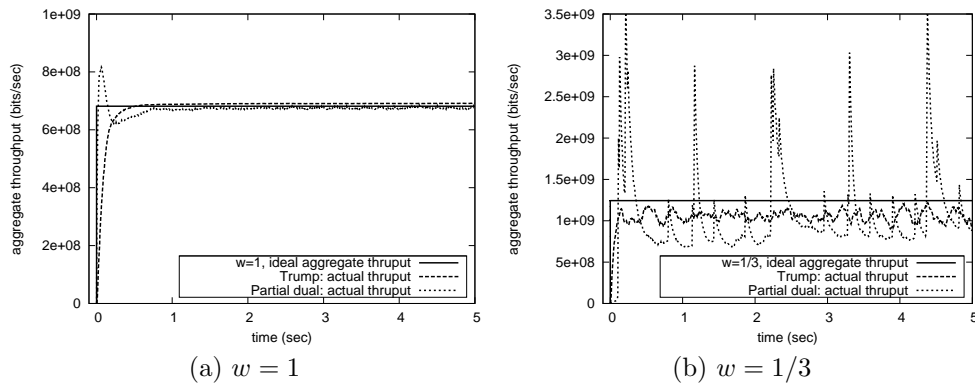 1e+09
8e+08
6e+08
4e+08
2e+08
0
aggregate throughput (bits/sec)
w=1, ideal aggregate thruput
Trump: actual thruput
Partial dual: actual thruput
0 1 2 3 4 5
time (sec)
(a) w = 1
3.5e+09
3e+09
2.5e+09
2e+09
1.5e+09
1e+09
5e+08
0
aggregate throughput (bits/sec)
w=1/3, ideal aggregate thruput
Trump: actual thruput
Partial dual: actual thruput
0 1 2 3 4 5
time (sec)
(b) w = 1/3